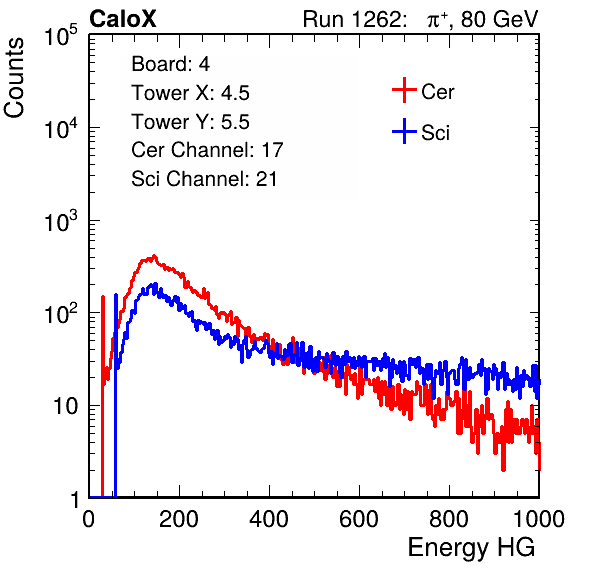 CaloX Run 1262: π⁺, 80 GeV
Counts
Board: 4
Tower X: 4.5
Tower Y: 5.5
Cer Channel: 17
Sci Channel: 21
Cer
Sci
10⁵
10⁴
10³
10²
10
1
0 200 400 600 800 1000
Energy HG